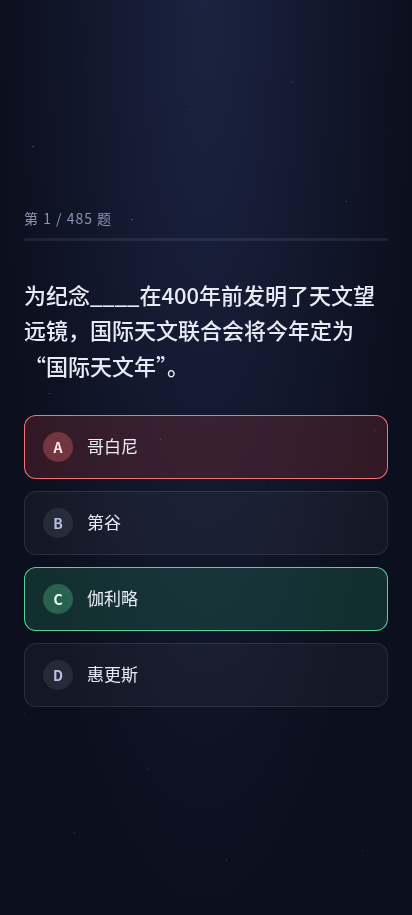 第 1 / 485 题
为纪念____在400年前发明了天文望
远镜，国际天文联合会将今年定为
“国际天文年”。
A 哥白尼
B 第谷
C 伽利略
D 惠更斯